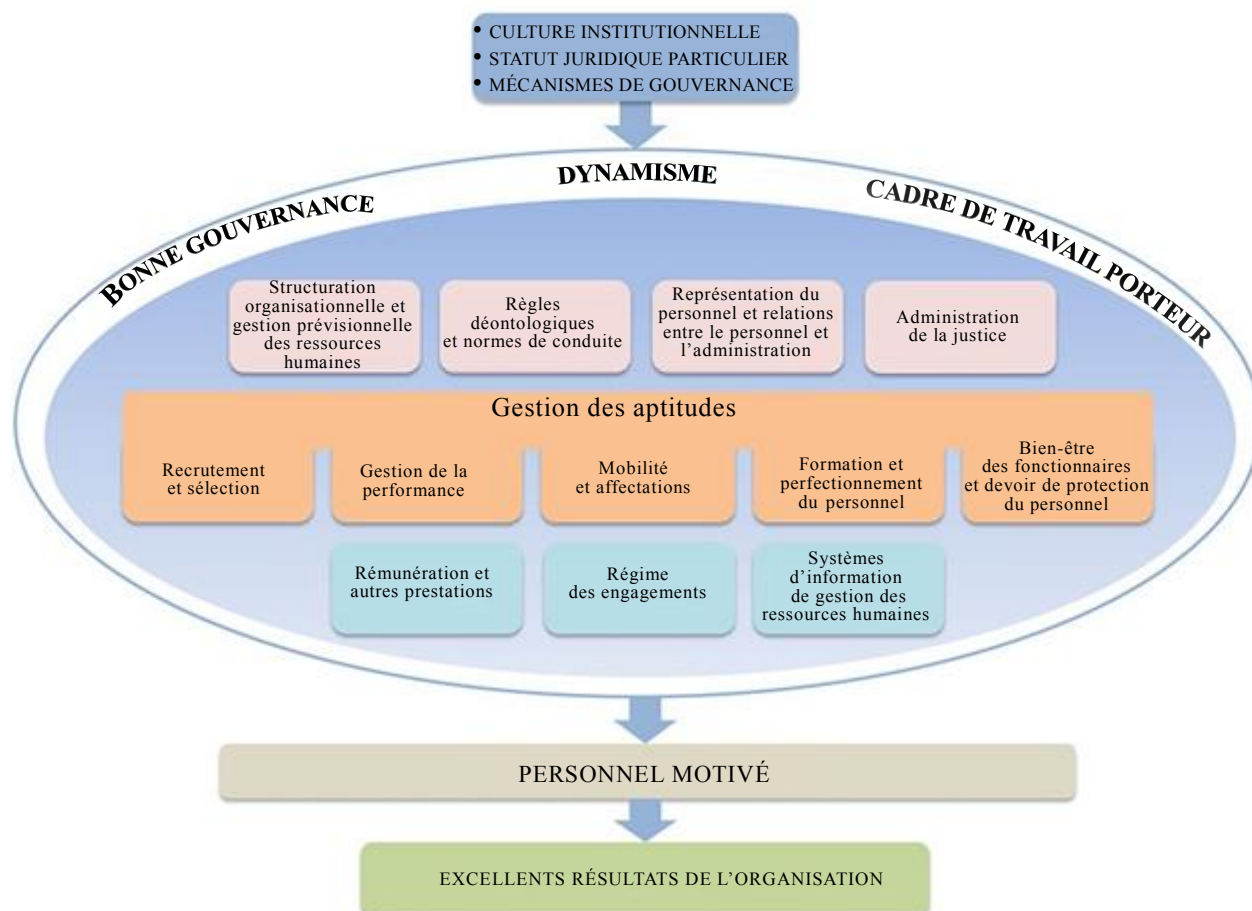 • CULTURE INSTITUTIONNELLE
• STATUT JURIDIQUE PARTICULIER
• MÉCANISMES DE GOUVERNANCE
BONNE GOUVERNANCE
DYNAMISME
CADRE DE TRAVAIL PORTEUR
Structuration
organisationnelle et
gestion prévisionnelle
des ressources
humaines
Règles
déontologiques
et normes de conduite
Représentation du
personnel et relations
entre le personnel et
l’administration
Administration
de la justice
Gestion des aptitudes
Recrutement
et sélection
Gestion de la
performance
Mobilité
et affectations
Formation et
perfectionnement
du personnel
Bien-être
des fonctionnaires
et devoir de protection
du personnel
Rémunération et
autres prestations
Régime
des engagements
Systèmes
d’information
de gestion des
ressources humaines
PERSONNEL MOTIVÉ
EXCELLENTS RÉSULTATS DE L’ORGANISATION